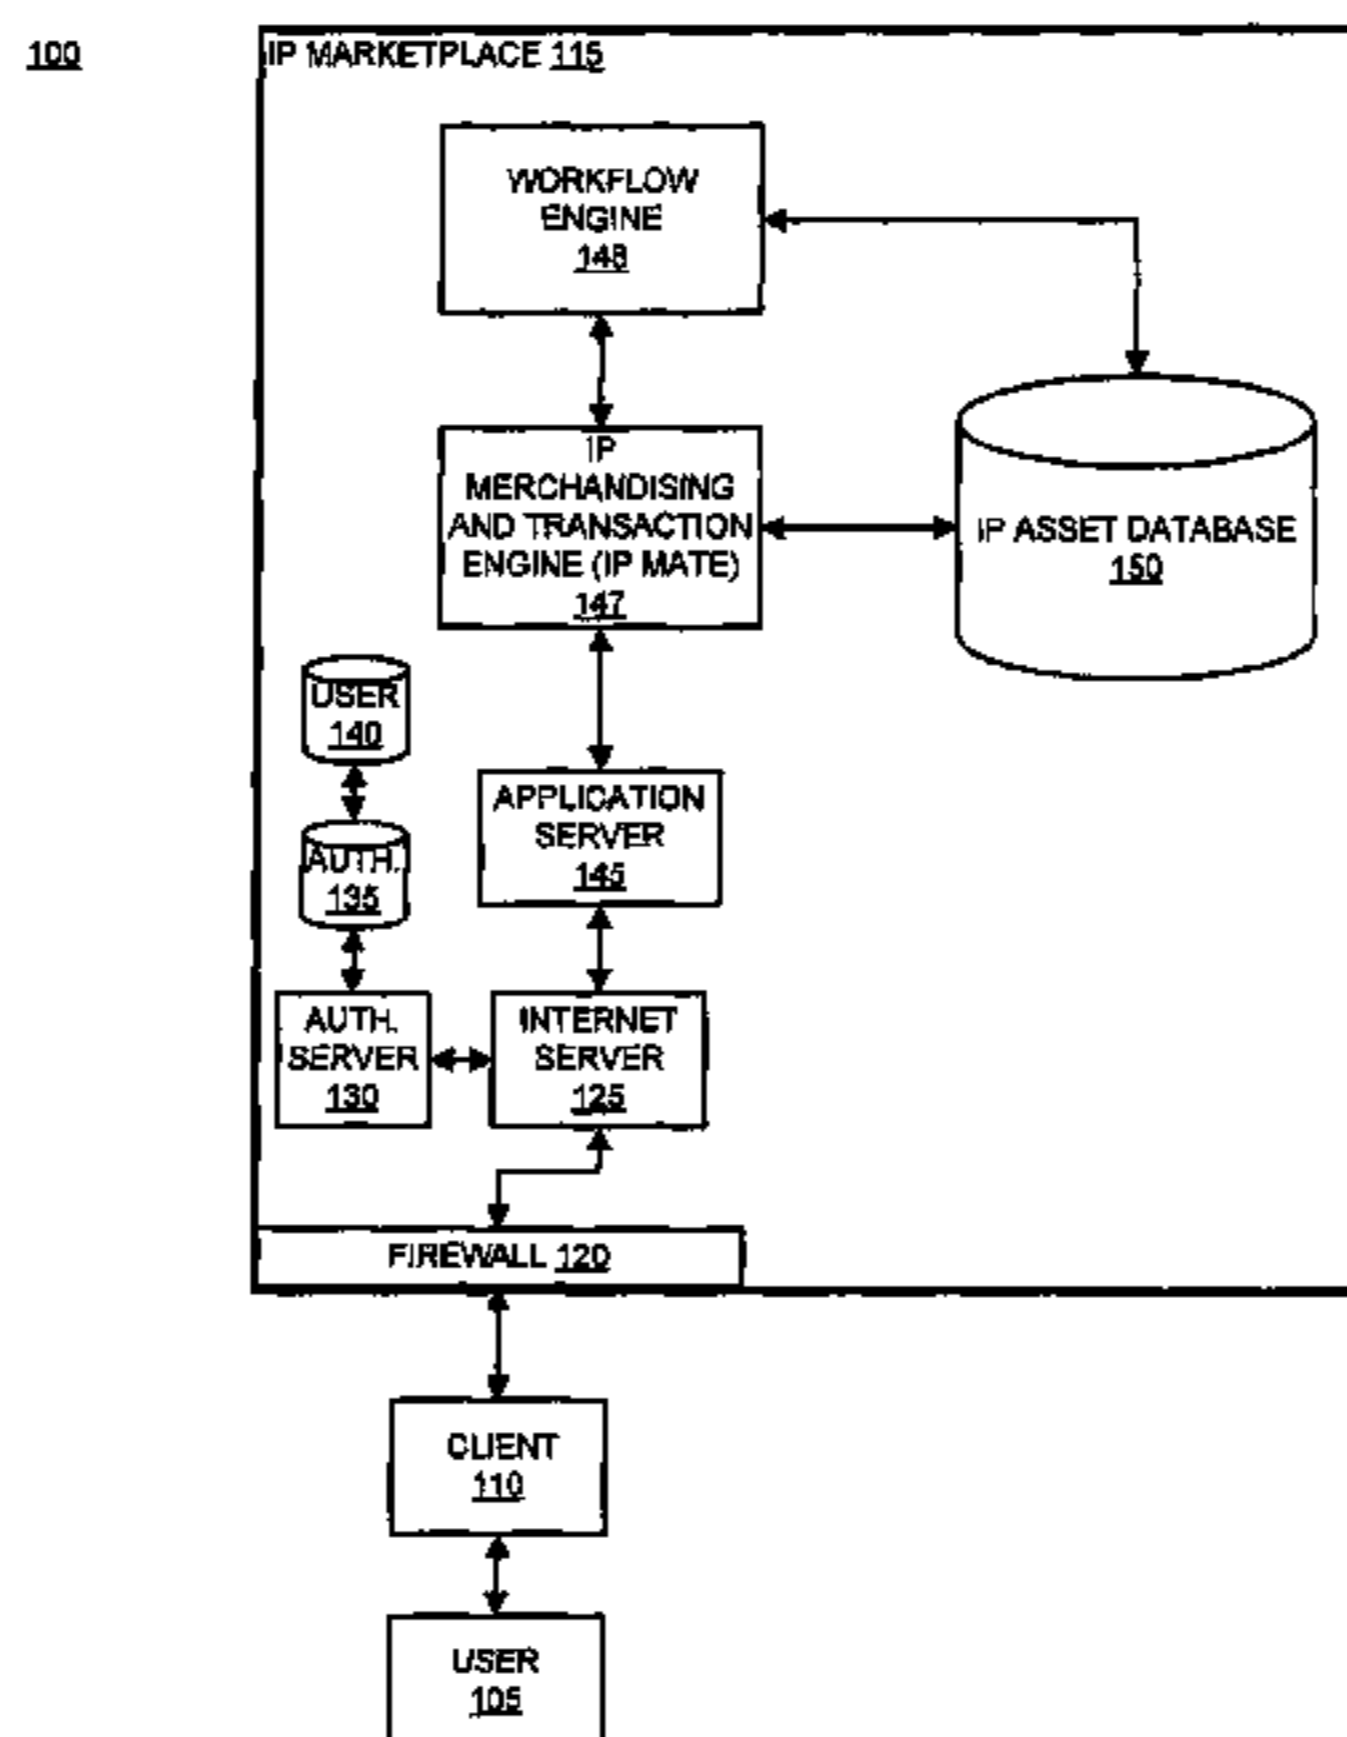 100
IP MARKETPLACE 115
WORKFLOW
ENGINE
148
IP
MERCHANDISING
AND TRANSACTION
ENGINE (IP MATE)
147
IP ASSET DATABASE
150
USER
140
AUTH.
135
APPLICATION
SERVER
145
AUTH.
SERVER
130
INTERNET
SERVER
125
FIREWALL 120
CLIENT
110
USER
105